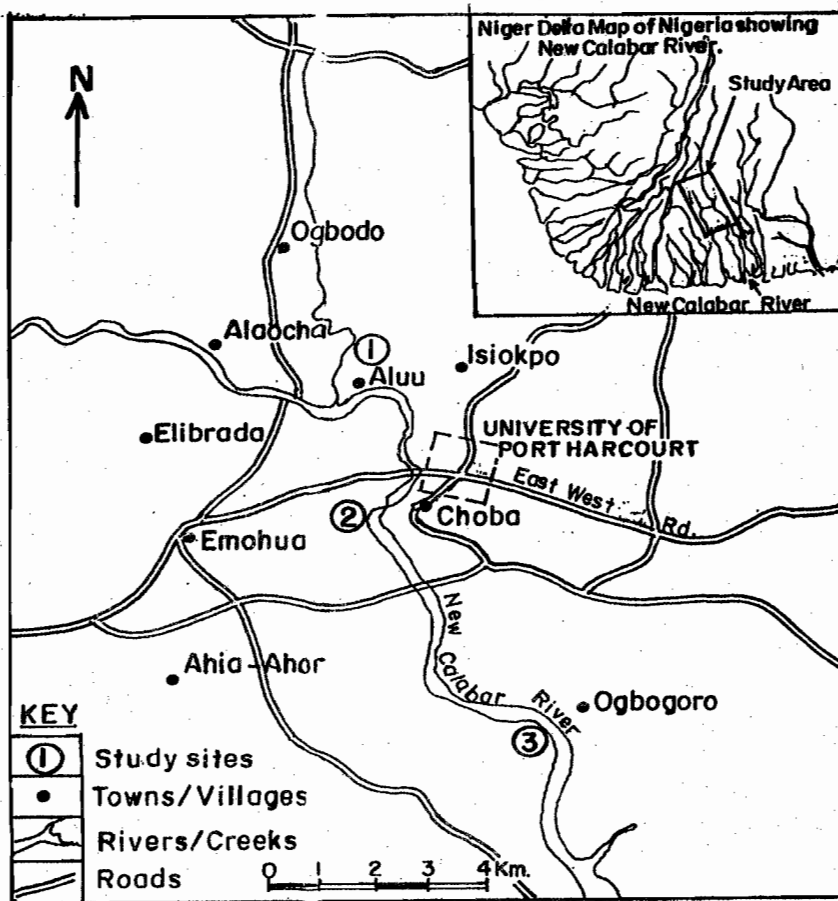 Niger Delta Map of Nigeria showing
New Calabar River.
Study Area
New Calabar River
N
Ogbodo
Alaocha
1
Aluu
Isiokpo
Elibrada
UNIVERSITY OF
PORT HARCOURT
East West Rd.
2
Choba
Emohua
New Calabar River
Ahia-Ahor
Ogbogoro
3
KEY
1 Study sites
Towns/Villages
Rivers/Creeks
Roads
0 1 2 3 4 Km.